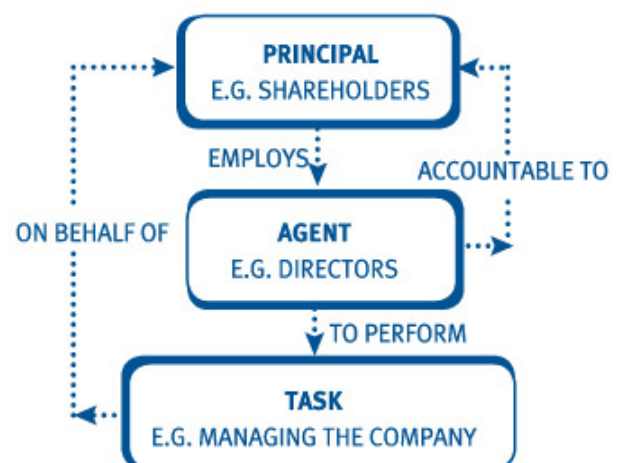 PRINCIPAL
E.G. SHAREHOLDERS
EMPLOYS
ACCOUNTABLE TO
ON BEHALF OF
AGENT
E.G. DIRECTORS
TO PERFORM
TASK
E.G. MANAGING THE COMPANY